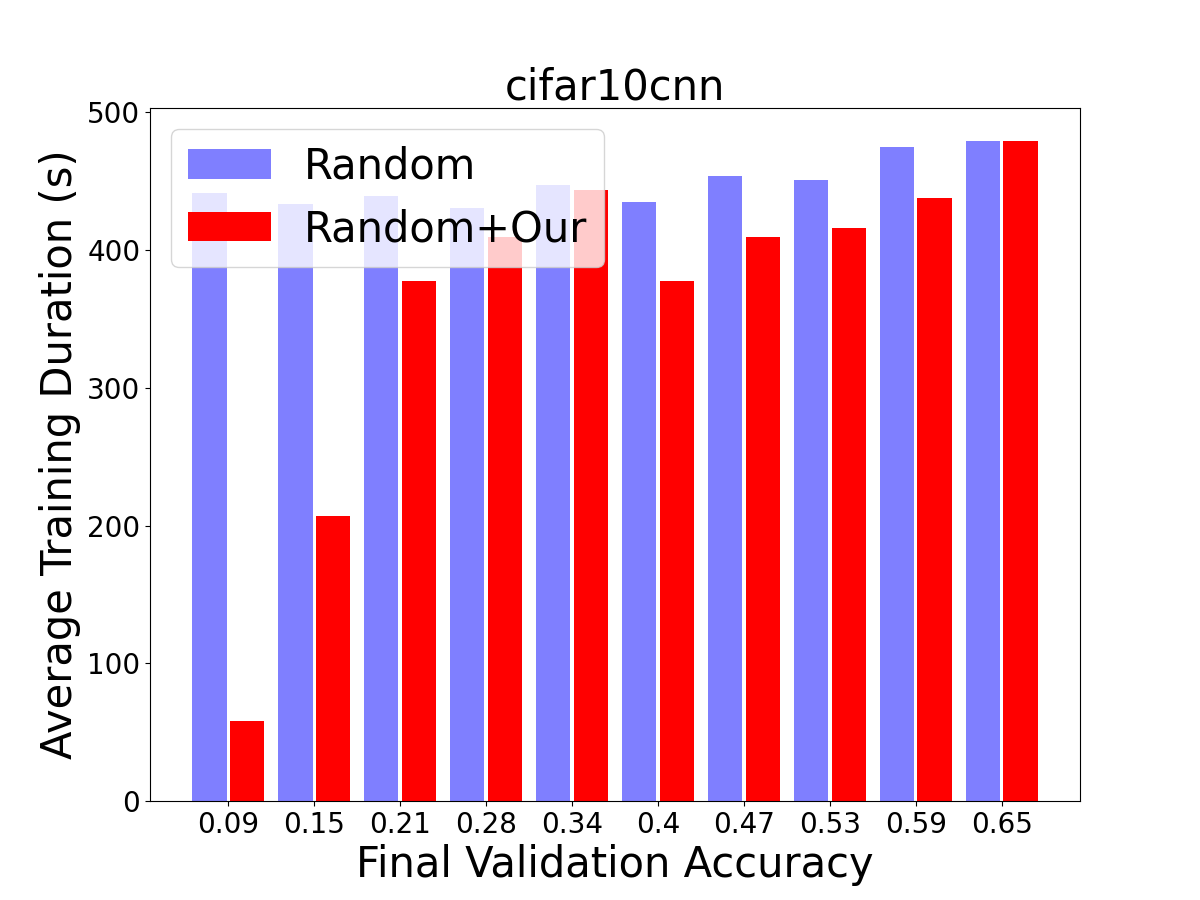 cifar10cnn
Average Training Duration (s)
500
400
300
200
100
0
Random
Random+Our
0.09 0.15 0.21 0.28 0.34 0.4 0.47 0.53 0.59 0.65
Final Validation Accuracy